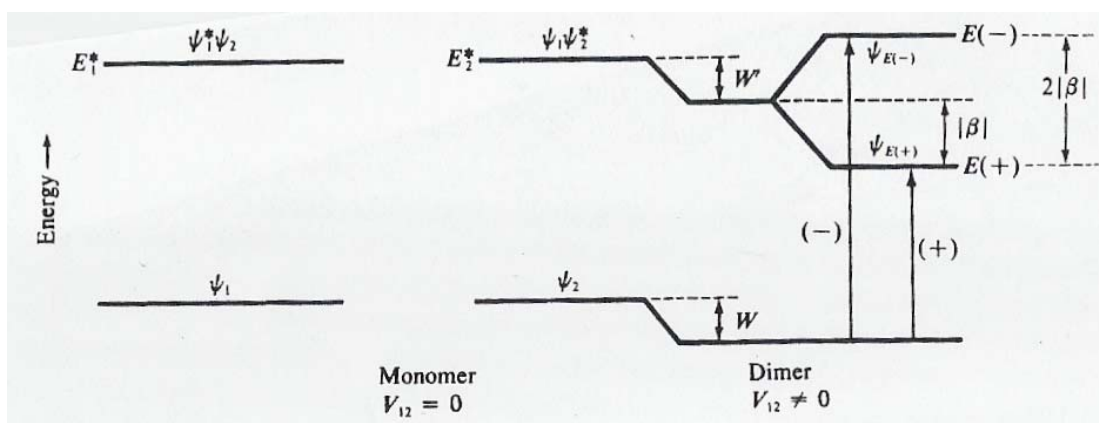 ψ₁*ψ₂
ψ₁ψ₂*
E(−)
E₁*
E₂*
ψ_E(−)
W′
2|β|
|β|
ψ_E(+)
E(+)
Energy →
(−)
(+)
ψ₁
ψ₂
W
Monomer
V₁₂ = 0
Dimer
V₁₂ ≠ 0